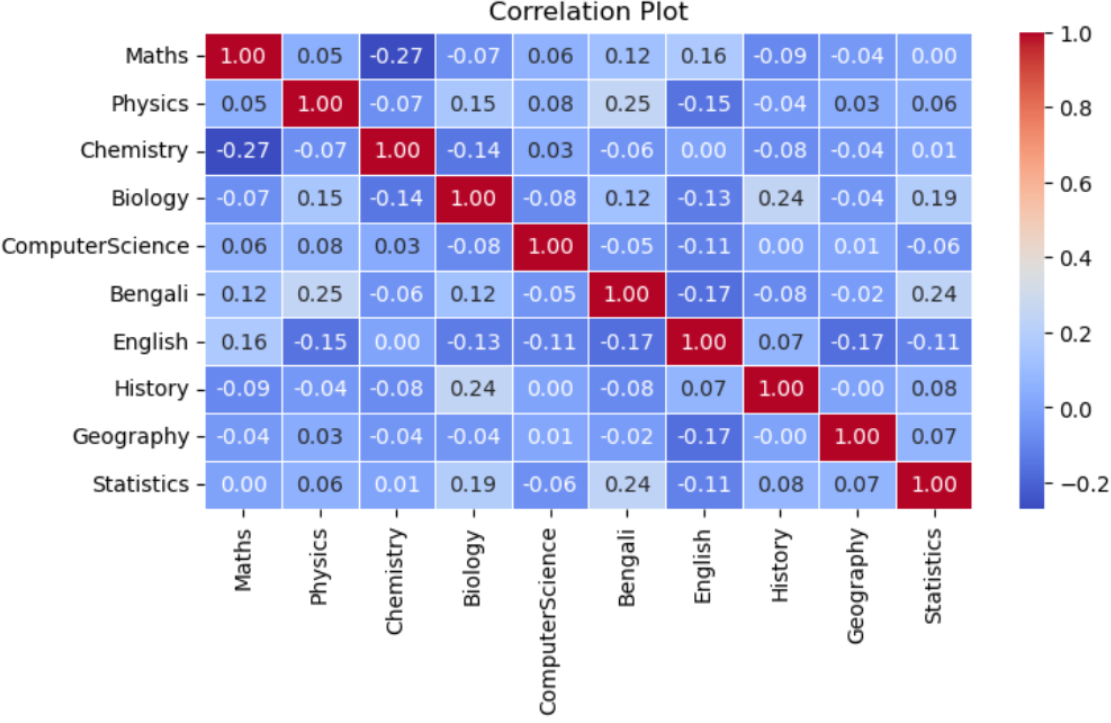 Correlation Plot
Maths 1.00 0.05 -0.27 -0.07 0.06 0.12 0.16 -0.09 -0.04 0.00
Physics 0.05 1.00 -0.07 0.15 0.08 0.25 -0.15 -0.04 0.03 0.06
Chemistry -0.27 -0.07 1.00 -0.14 0.03 -0.06 0.00 -0.08 -0.04 0.01
Biology -0.07 0.15 -0.14 1.00 -0.08 0.12 -0.13 0.24 -0.04 0.19
ComputerScience 0.06 0.08 0.03 -0.08 1.00 -0.05 -0.11 0.00 0.01 -0.06
Bengali 0.12 0.25 -0.06 0.12 -0.05 1.00 -0.17 -0.08 -0.02 0.24
English 0.16 -0.15 0.00 -0.13 -0.11 -0.17 1.00 0.07 -0.17 -0.11
History -0.09 -0.04 -0.08 0.24 0.00 -0.08 0.07 1.00 -0.00 0.08
Geography -0.04 0.03 -0.04 -0.04 0.01 -0.02 -0.17 -0.00 1.00 0.07
Statistics 0.00 0.06 0.01 0.19 -0.06 0.24 -0.11 0.08 0.07 1.00
Maths
Physics
Chemistry
Biology
ComputerScience
Bengali
English
History
Geography
Statistics
1.0
0.8
0.6
0.4
0.2
0.0
−0.2